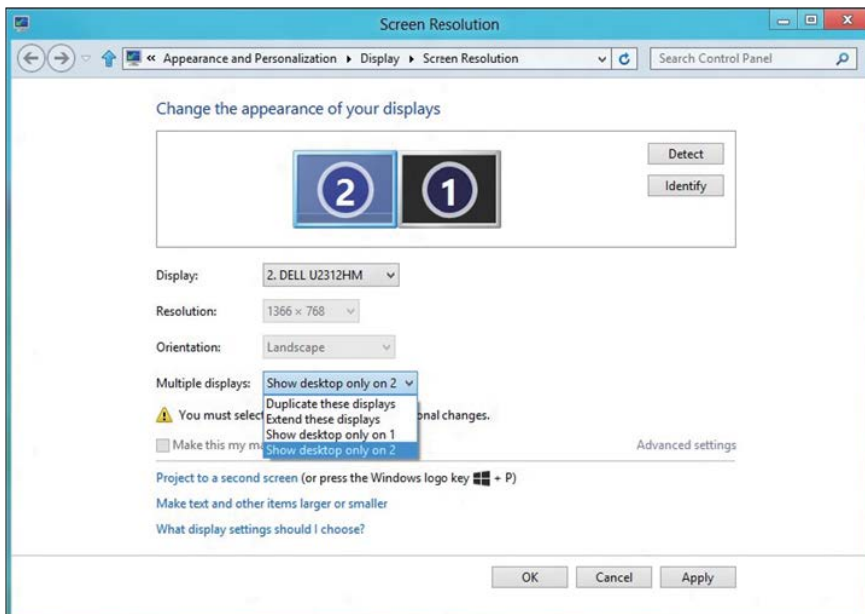 Screen Resolution
« Appearance and Personalization ▸ Display ▸ Screen Resolution
Search Control Panel
Change the appearance of your displays
2
1
Detect
Identify
Display: 2. DELL U2312HM
Resolution: 1366 × 768
Orientation: Landscape
Multiple displays: Show desktop only on 2
Duplicate these displays
You must selec onal changes.
Extend these displays
Show desktop only on 1
Make this my ma
Show desktop only on 2
Advanced settings
Project to a second screen (or press the Windows logo key + P)
Make text and other items larger or smaller
What display settings should I choose?
OK Cancel Apply